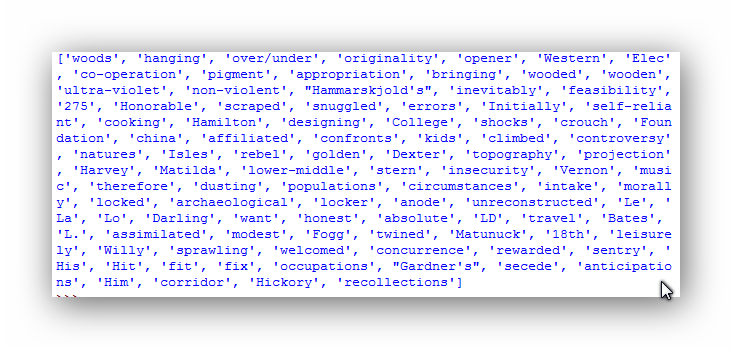 ['woods', 'hanging', 'over/under', 'originality', 'opener', 'Western', 'Elec'
, 'co-operation', 'pigment', 'appropriation', 'bringing', 'wooded', 'wooden',
'ultra-violet', 'non-violent', "Hammarskjold's", 'inevitably', 'feasibility',
'275', 'Honorable', 'scraped', 'snuggled', 'errors', 'Initially', 'self-relia
nt', 'cooking', 'Hamilton', 'designing', 'College', 'shocks', 'crouch', 'Foun
dation', 'china', 'affiliated', 'confronts', 'kids', 'climbed', 'controversy'
, 'natures', 'Isles', 'rebel', 'golden', 'Dexter', 'topography', 'projection'
, 'Harvey', 'Matilda', 'lower-middle', 'stern', 'insecurity', 'Vernon', 'musi
c', 'therefore', 'dusting', 'populations', 'circumstances', 'intake', 'morall
y', 'locked', 'archaeological', 'locker', 'anode', 'unreconstructed', 'Le', '
La', 'Lo', 'Darling', 'want', 'honest', 'absolute', 'LD', 'travel', 'Bates',
'L.', 'assimilated', 'modest', 'Fogg', 'twined', 'Matunuck', '18th', 'leisure
ly', 'Willy', 'sprawling', 'welcomed', 'concurrence', 'rewarded', 'sentry', '
His', 'Hit', 'fit', 'fix', 'occupations', "Gardner's", 'secede', 'anticipatio
ns', 'Him', 'corridor', 'Hickory', 'recollections']